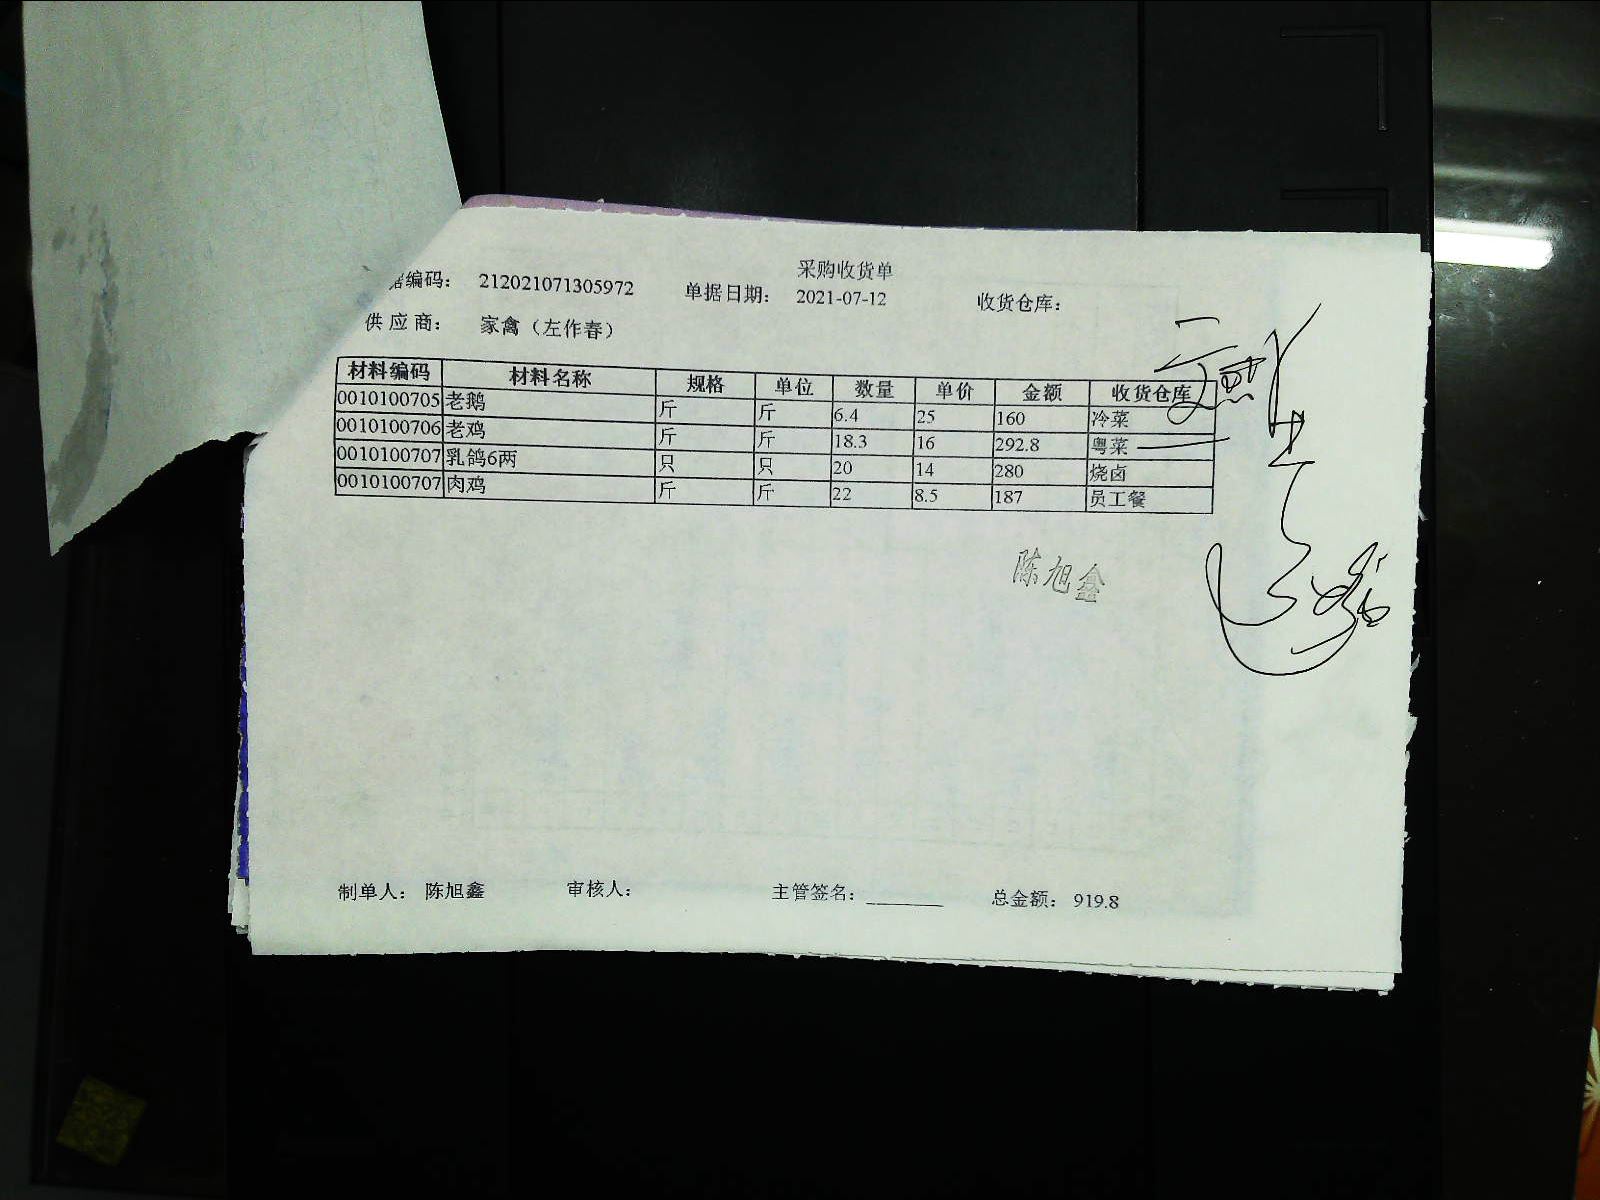 采购收货单
据编码： 212021071305972 单据日期： 2021-07-12 收货仓库：
供 应 商： 家禽（左作春）
材料编码 材料名称 规格 单位 数量 单价 金额 收货仓库
0010100705 老鹅 斤 斤 6.4 25 160 冷菜
0010100706 老鸡 斤 斤 18.3 16 292.8 粤菜
0010100707 乳鸽6两 只 只 20 14 280 烧卤
0010100707 肉鸡 斤 斤 22 8.5 187 员工餐
陈旭鑫
制单人： 陈旭鑫 审核人： 主管签名：________ 总金额： 919.8